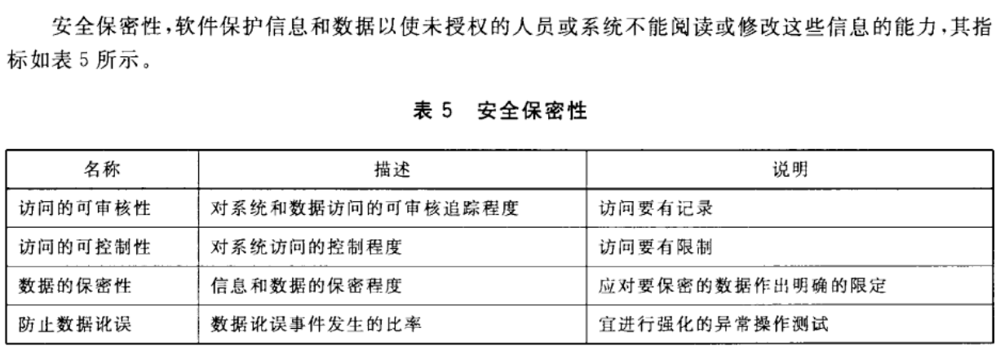 安全保密性,软件保护信息和数据以使未授权的人员或系统不能阅读或修改这些信息的能力,其指
标如表 5 所示。
表 5 安全保密性
名称 描述 说明
访问的可审核性 对系统和数据访问的可审核追踪程度 访问要有记录
访问的可控制性 对系统访问的控制程度 访问要有限制
数据的保密性 信息和数据的保密程度 应对要保密的数据作出明确的限定
防止数据讹误 数据讹误事件发生的比率 宜进行强化的异常操作测试